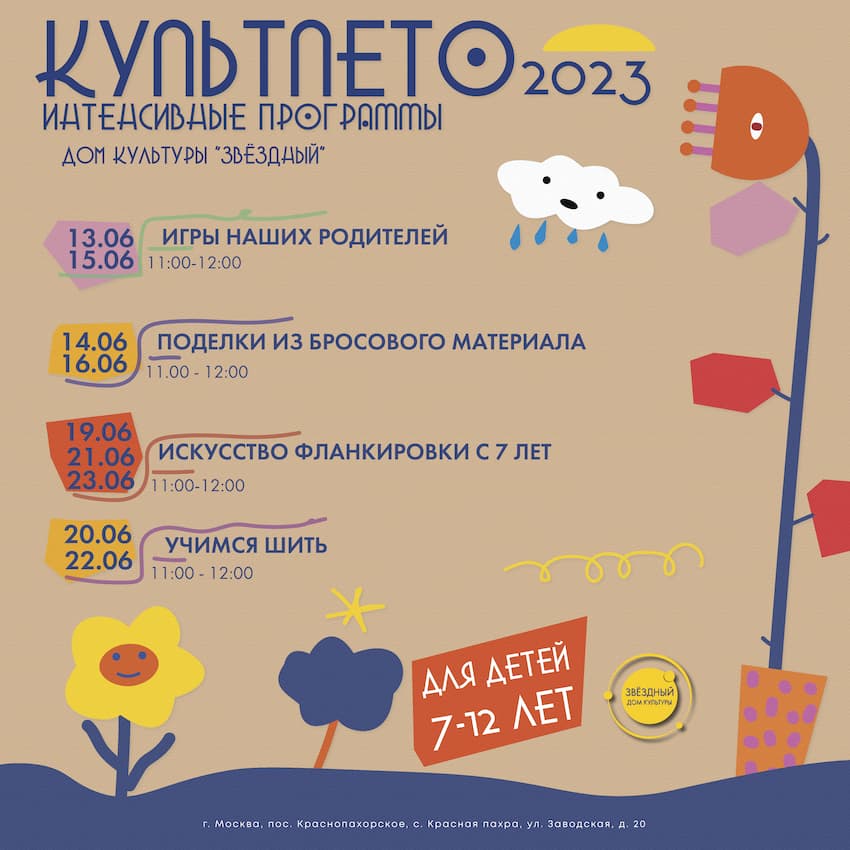 КУЛЬТЛЕТО 2023
ИНТЕНСИВНЫЕ ПРОГРАММЫ
ДОМ КУЛЬТУРЫ "ЗВЁЗДНЫЙ"
13.06
15.06
ИГРЫ НАШИХ РОДИТЕЛЕЙ
11:00-12:00
14.06
16.06
ПОДЕЛКИ ИЗ БРОСОВОГО МАТЕРИАЛА
11.00 - 12:00
19.06
21.06
23.06
ИСКУССТВО ФЛАНКИРОВКИ С 7 ЛЕТ
11:00-12:00
20.06
22.06
УЧИМСЯ ШИТЬ
11:00 - 12:00
ДЛЯ ДЕТЕЙ
7-12 ЛЕТ
ЗВЁЗДНЫЙ
ДОМ КУЛЬТУРЫ
г. Москва, пос. Краснопахорское, с. Красная пахра, ул. Заводская, д. 20